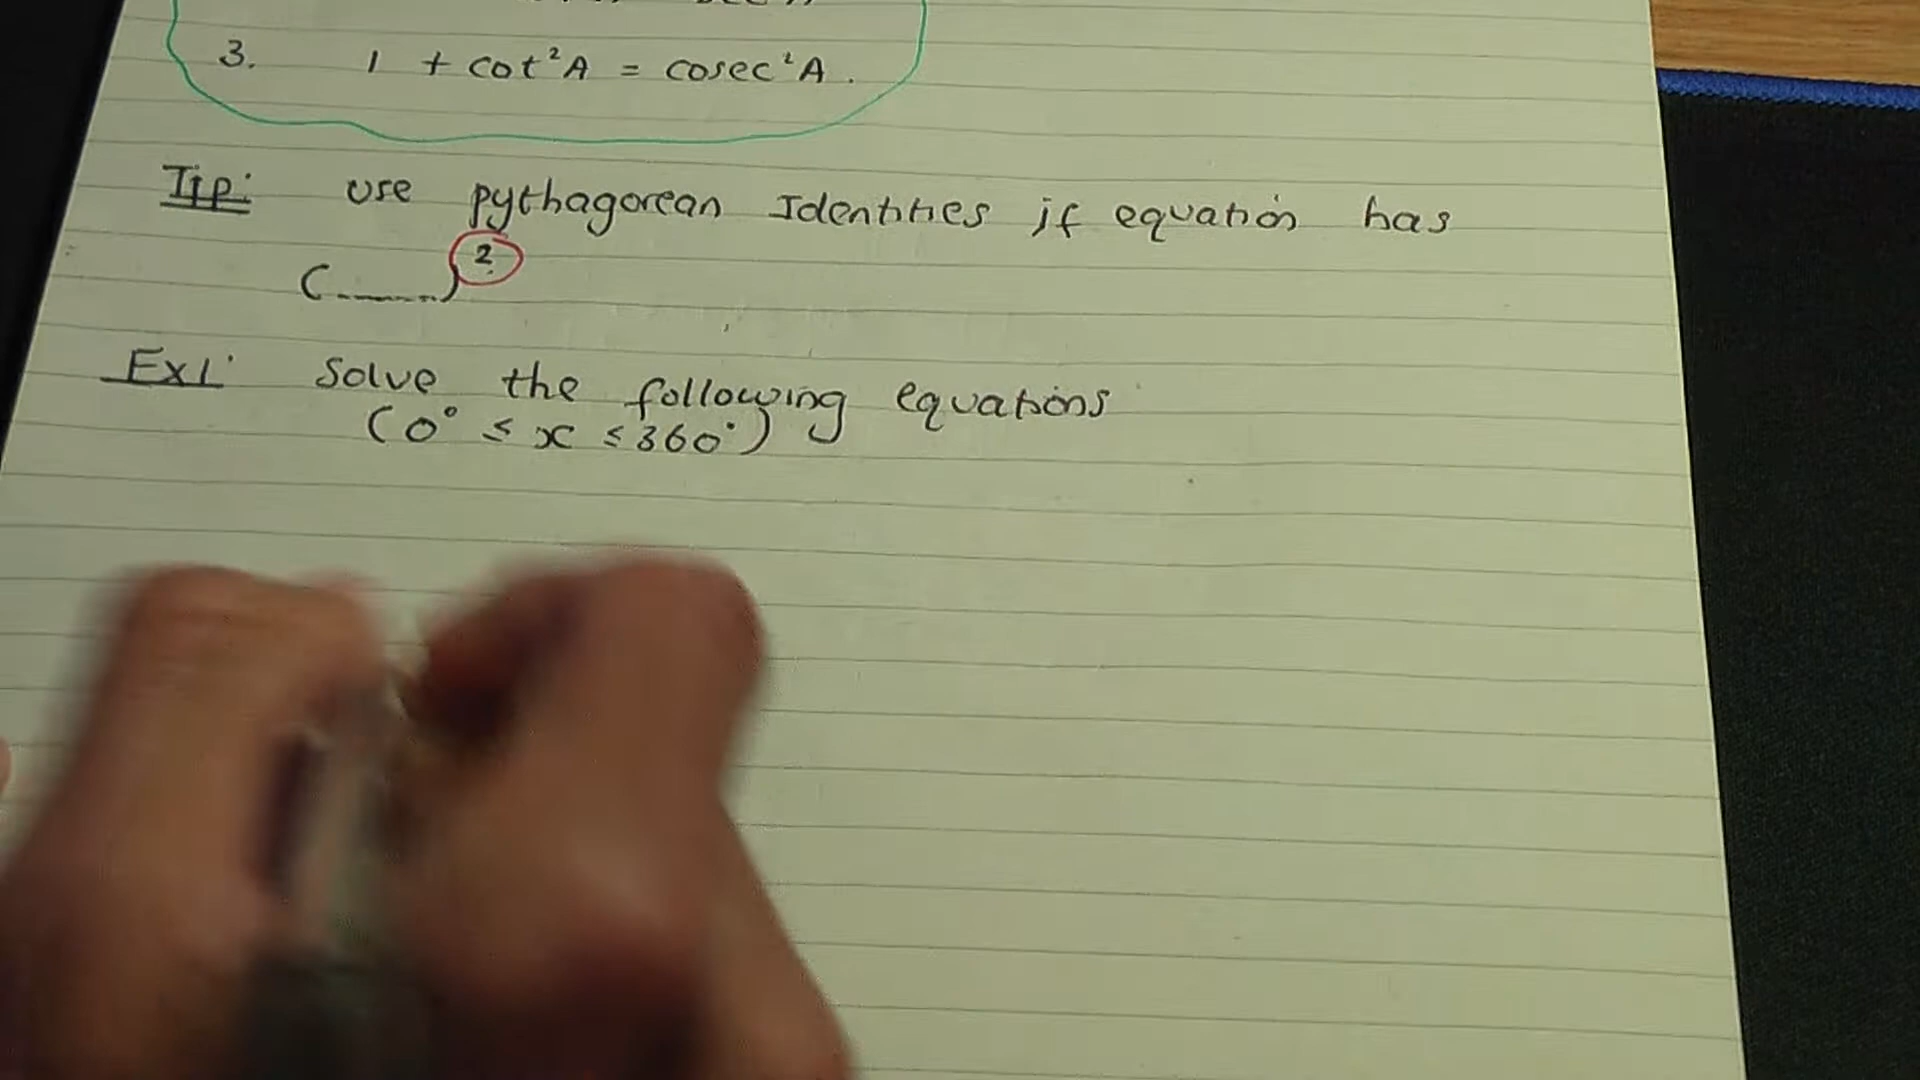 3. 1 + cot²A = cosec²A.
Tip: use pythagorean Identities if equation has
(.......)²
Ex1: Solve the following equations
(0° ≤ x ≤ 360°)